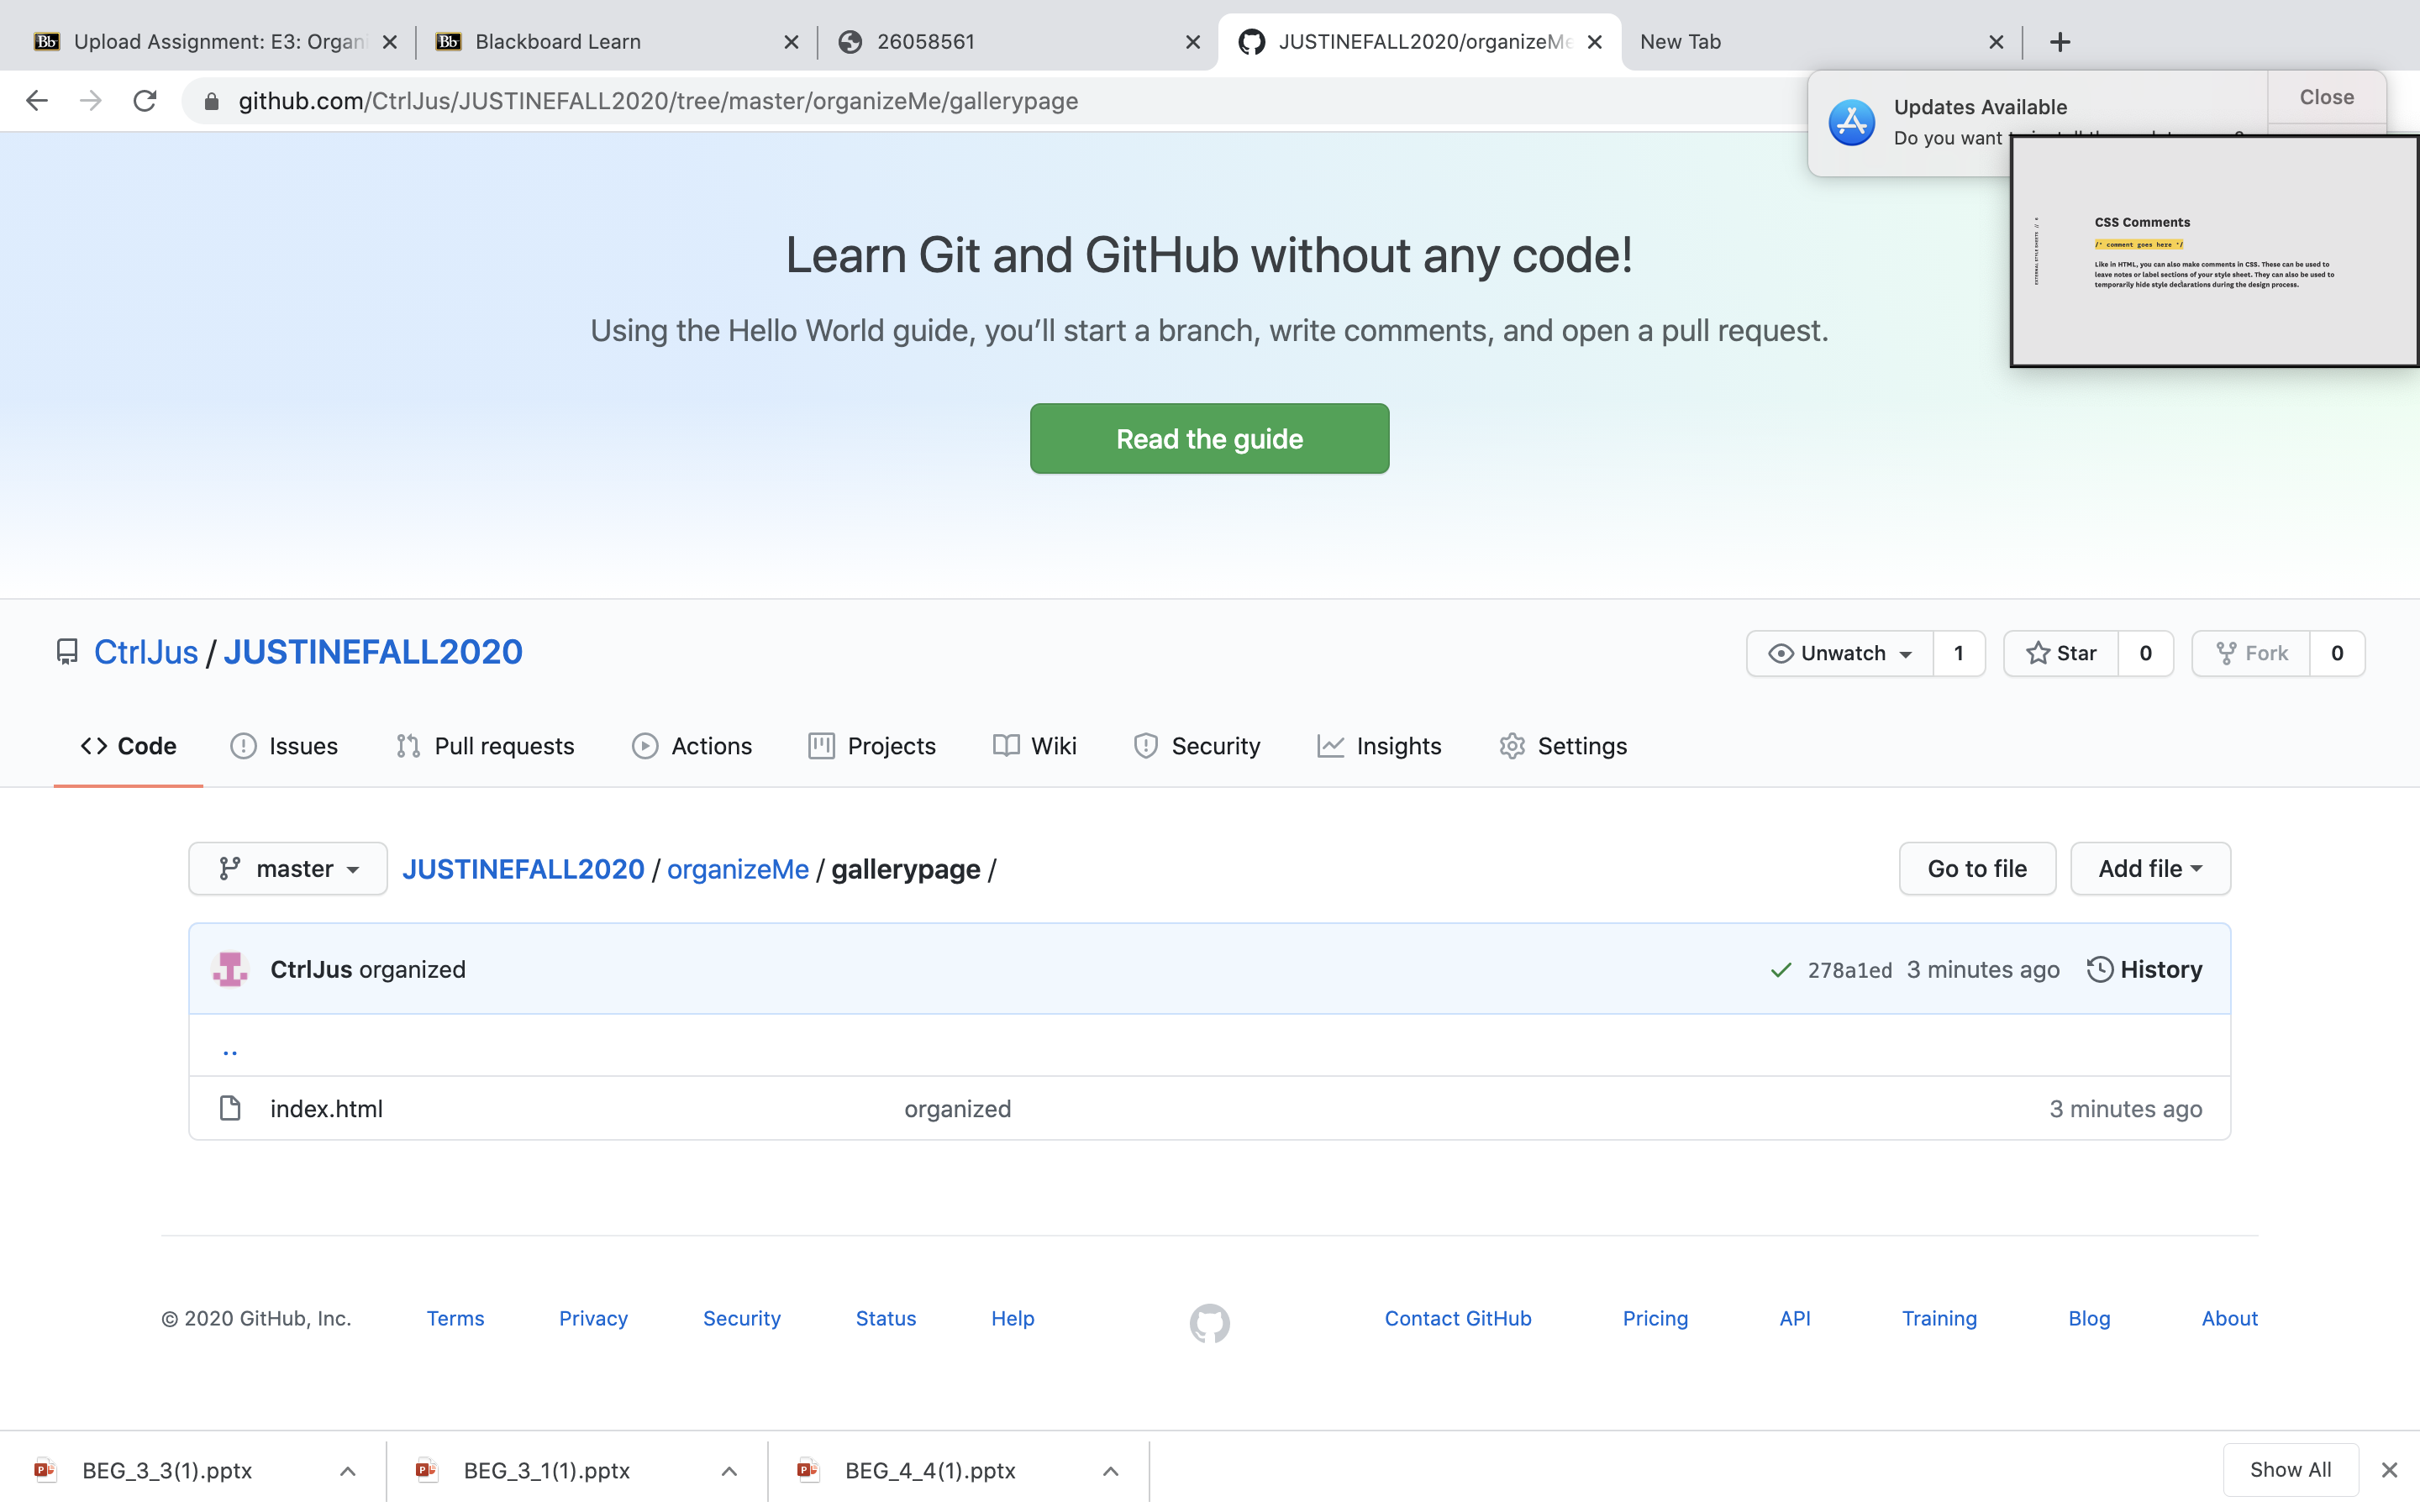 Upload Assignment: E3: Organi
Blackboard Learn
26058561
JUSTINEFALL2020/organizeMe
New Tab
github.com/CtrlJus/JUSTINEFALL2020/tree/master/organizeMe/gallerypage
Updates Available
Do you want
Close
CSS Comments
/* comment goes here */
Like in HTML, you can also make comments in CSS. These can be used to
leave notes or label sections of your style sheet. They can also be used to
temporarily hide style declarations during the design process.
EXTERNAL STYLE SHEETS //
Learn Git and GitHub without any code!
Using the Hello World guide, you’ll start a branch, write comments, and open a pull request.
Read the guide
CtrlJus / JUSTINEFALL2020
Unwatch 1
Star 0
Fork 0
Code
Issues
Pull requests
Actions
Projects
Wiki
Security
Insights
Settings
master
JUSTINEFALL2020 / organizeMe / gallerypage /
Go to file
Add file
CtrlJus organized
278a1ed 3 minutes ago
History
..
index.html organized 3 minutes ago
© 2020 GitHub, Inc.
Terms
Privacy
Security
Status
Help
Contact GitHub
Pricing
API
Training
Blog
About
BEG_3_3(1).pptx
BEG_3_1(1).pptx
BEG_4_4(1).pptx
Show All